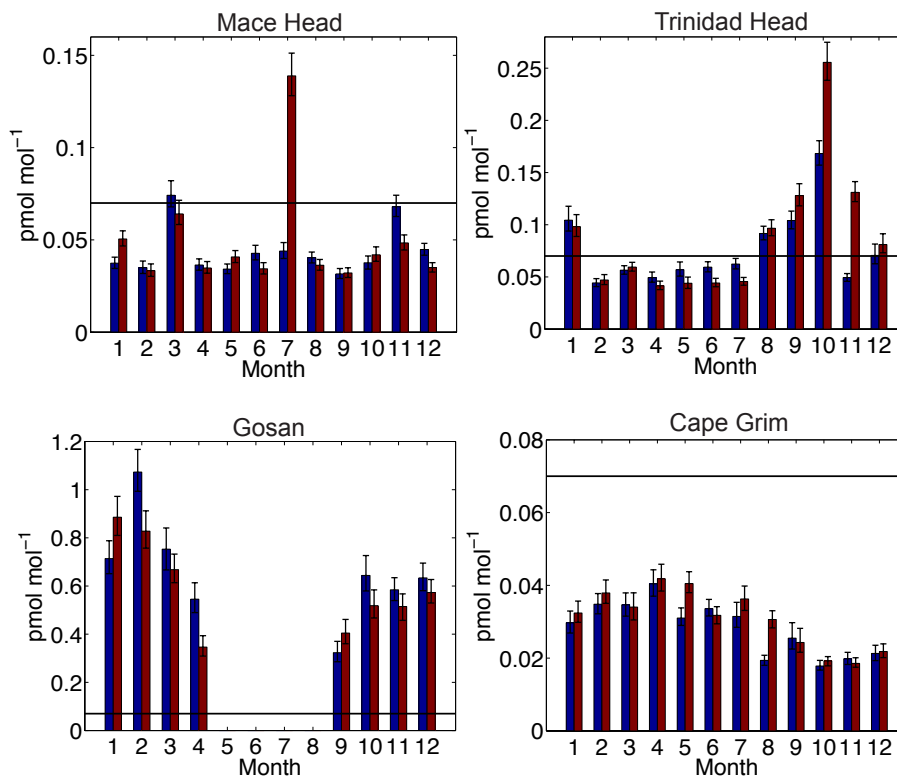 Mace Head
0.15
0.1
0.05
0
pmol mol⁻¹
1 2 3 4 5 6 7 8 9 10 11 12
Month
Trinidad Head
0.25
0.2
0.15
0.1
0.05
0
pmol mol⁻¹
1 2 3 4 5 6 7 8 9 10 11 12
Month
Gosan
1.2
1
0.8
0.6
0.4
0.2
0
pmol mol⁻¹
1 2 3 4 5 6 7 8 9 10 11 12
Month
Cape Grim
0.08
0.06
0.04
0.02
0
pmol mol⁻¹
1 2 3 4 5 6 7 8 9 10 11 12
Month